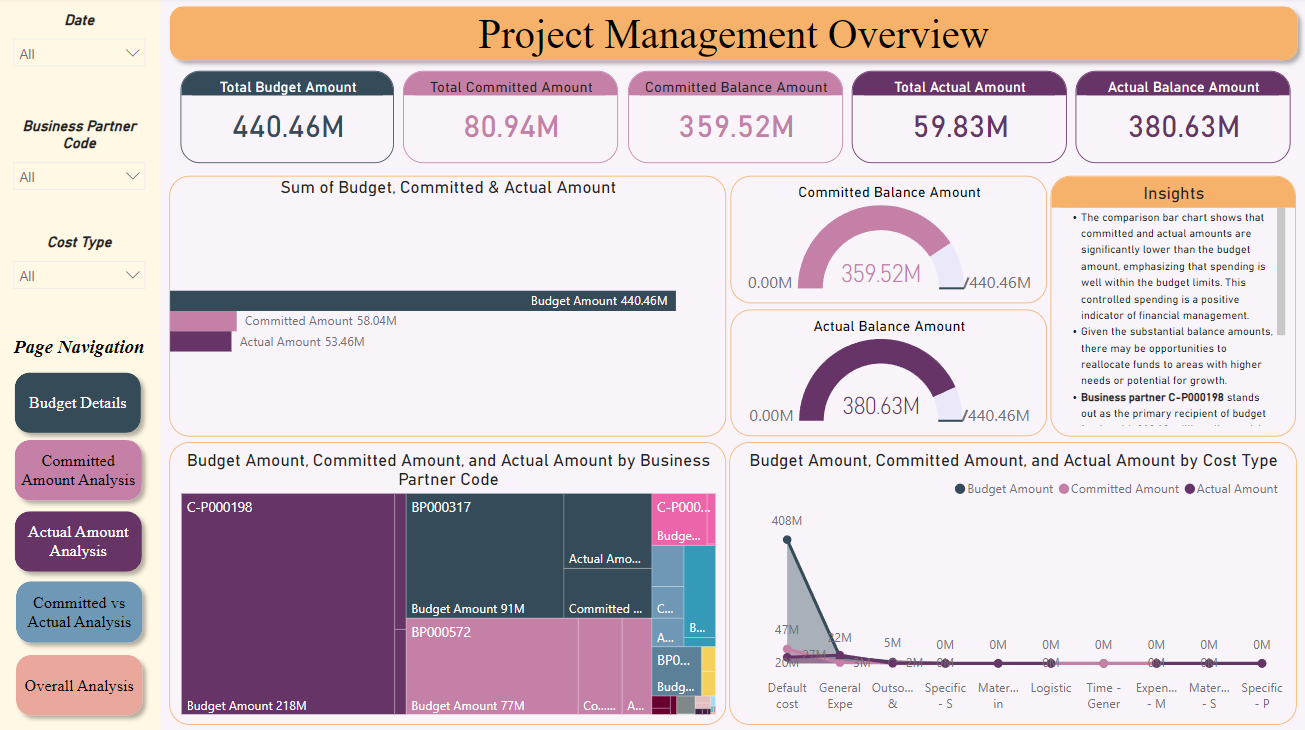 Date
All
Business Partner
Code
All
Cost Type
All
Page Navigation
Budget Details
Committed
Amount Analysis
Actual Amount
Analysis
Committed vs
Actual Analysis
Overall Analysis
Project Management Overview
Total Budget Amount
440.46M
Total Committed Amount
80.94M
Committed Balance Amount
359.52M
Total Actual Amount
59.83M
Actual Balance Amount
380.63M
Sum of Budget, Committed & Actual Amount
Budget Amount 440.46M
Committed Amount 58.04M
Actual Amount 53.46M
Committed Balance Amount
359.52M
0.00M
440.46M
Actual Balance Amount
380.63M
0.00M
440.46M
Insights
• The comparison bar chart shows that
committed and actual amounts are
significantly lower than the budget
amount, emphasizing that spending is
well within the budget limits. This
controlled spending is a positive
indicator of financial management.
• Given the substantial balance amounts,
there may be opportunities to
reallocate funds to areas with higher
needs or potential for growth.
• Business partner C-P000198 stands
out as the primary recipient of budget
Budget Amount, Committed Amount, and Actual Amount by Business
Partner Code
C-P000198
Budget Amount 218M
BP000317
Budget Amount 91M
Actual Amo...
Committed ...
BP000572
Budget Amount 77M
Co......
A...
C-P000...
Budge...
C...
A...
B...
BP0...
Budg...
Budget Amount, Committed Amount, and Actual Amount by Cost Type
Budget Amount Committed Amount Actual Amount
408M
47M
22M
5M
0M
0M
0M
0M
0M
0M
0M
Default
cost
General
Expe
Outso...
&
Specific
- S
Mater...
in
Logistic
Time -
Gener
Expen...
- M
Mater...
- S
Specific
- P